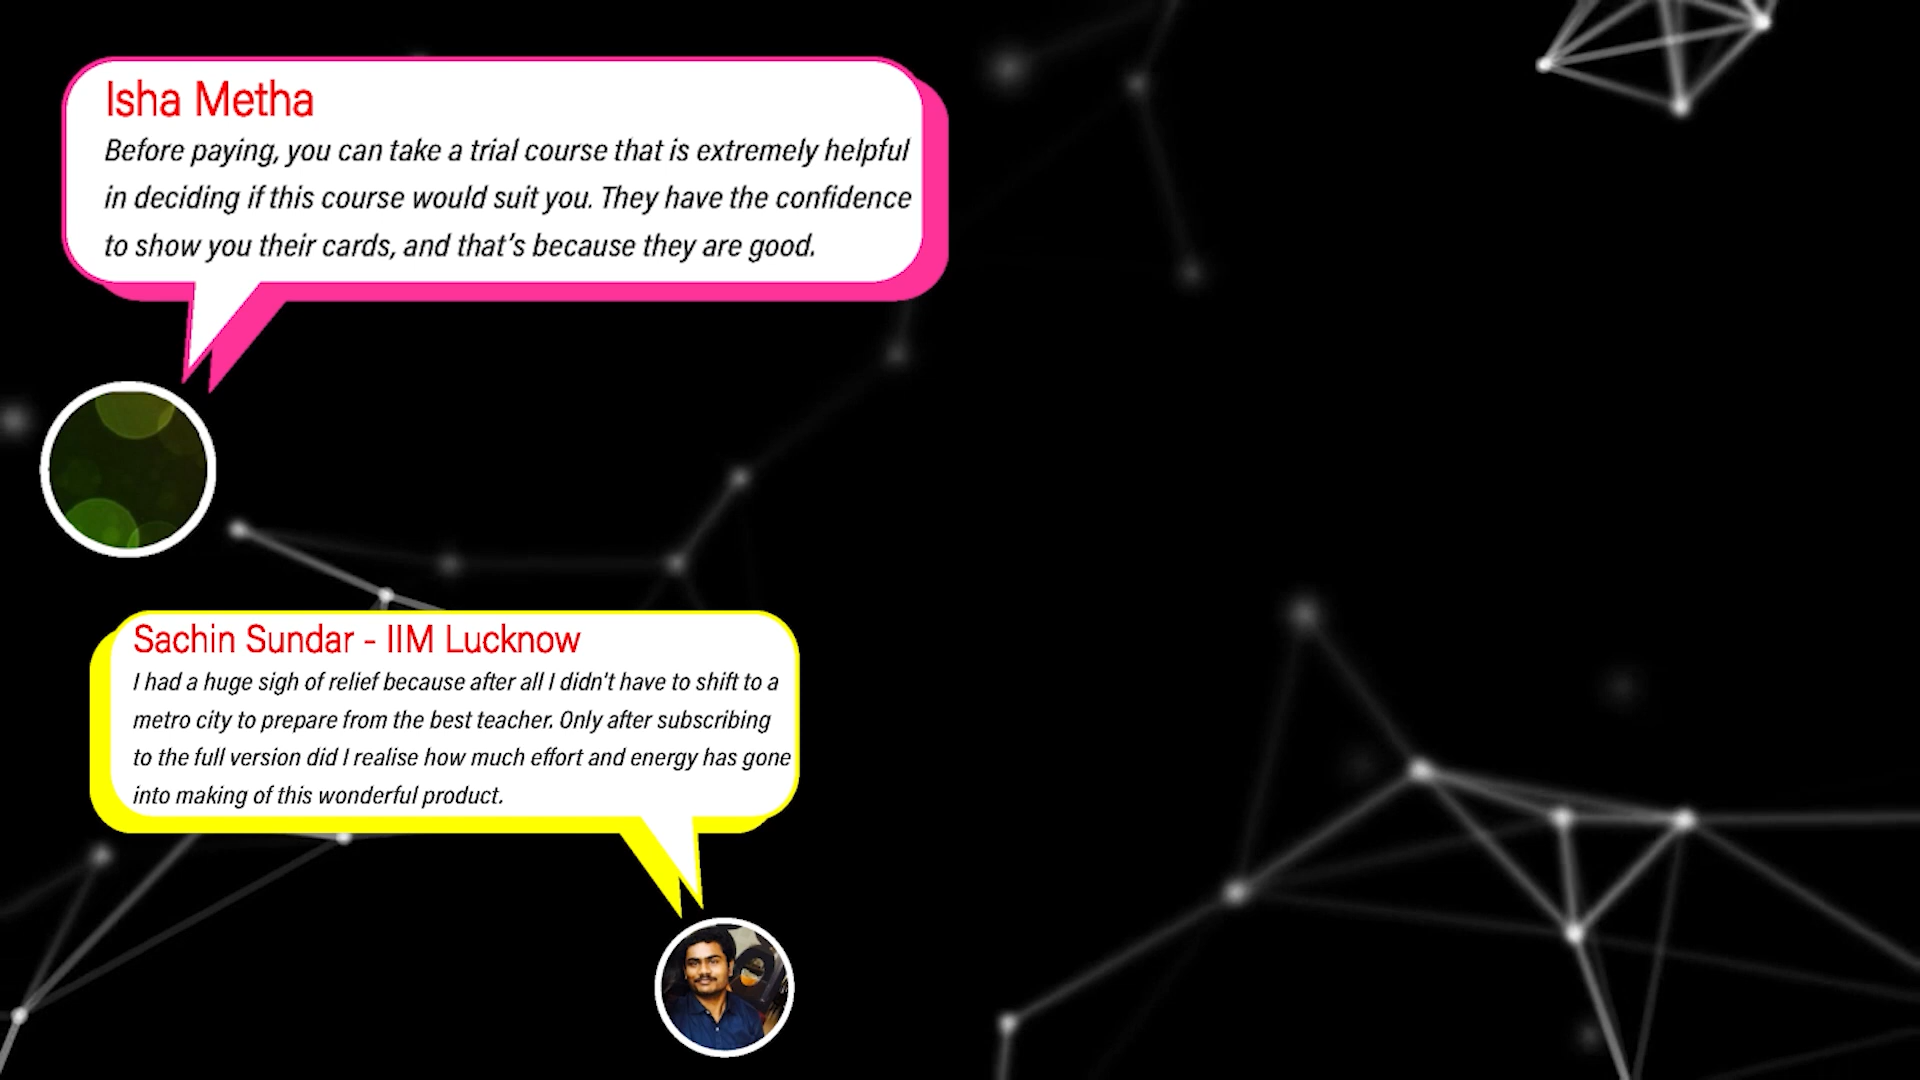 Isha Metha
Before paying, you can take a trial course that is extremely helpful
in deciding if this course would suit you. They have the confidence
to show you their cards, and that's because they are good.
Sachin Sundar - IIM Lucknow
I had a huge sigh of relief because after all I didn't have to shift to a
metro city to prepare from the best teacher. Only after subscribing
to the full version did I realise how much effort and energy has gone
into making of this wonderful product.